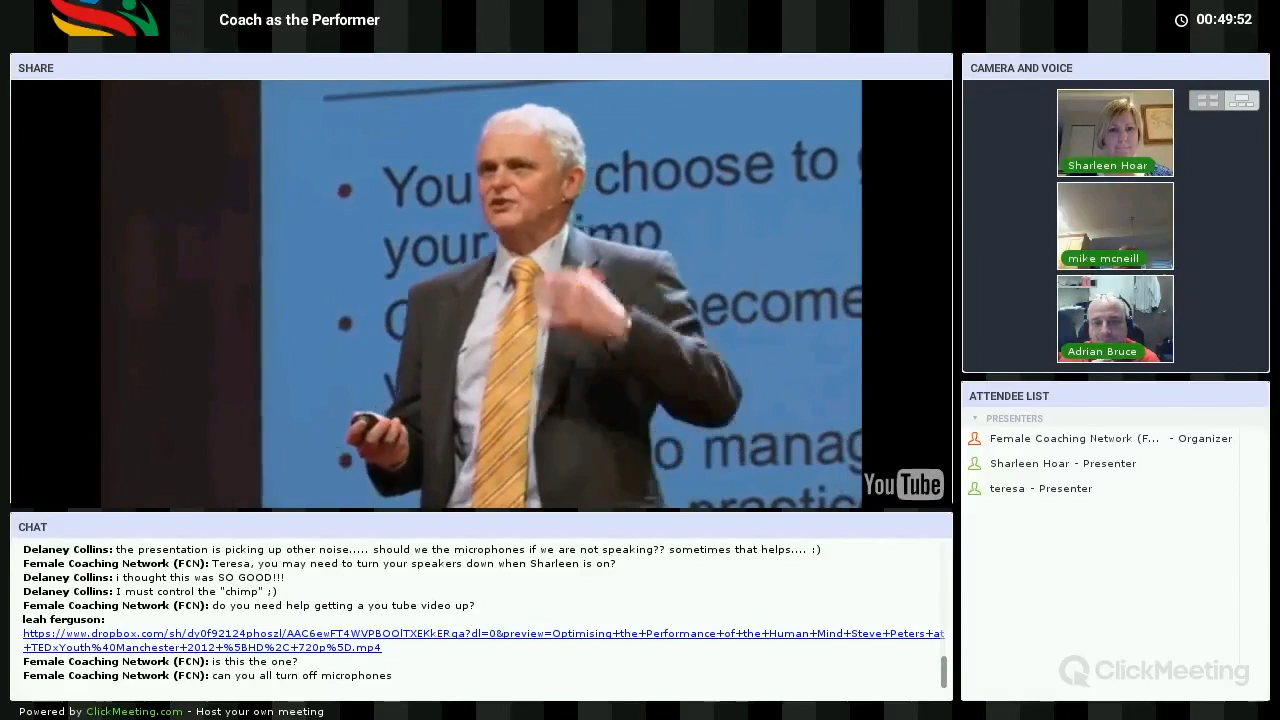 Coach as the Performer
00:49:52
SHARE
CAMERA AND VOICE
• You choose to
your
ecome
o manag
practic
YouTube
Sharleen Hoar
mike mcneill
Adrian Bruce
ATTENDEE LIST
PRESENTERS
Female Coaching Network (F... - Organizer
Sharleen Hoar - Presenter
teresa - Presenter
CHAT
Delaney Collins: the presentation is picking up other noise..... should we the microphones if we are not speaking?? sometimes that helps.... :)
Female Coaching Network (FCN): Teresa, you may need to turn your speakers down when Sharleen is on?
Delaney Collins: i thought this was SO GOOD!!!
Delaney Collins: I must control the "chimp" ;)
Female Coaching Network (FCN): do you need help getting a you tube video up?
leah ferguson:
https://www.dropbox.com/sh/dy0f92124phoszl/AAC6ewFT4WVPBOOlTXEKkERqa?dl=0&preview=Optimising+the+Performance+of+the+Human+Mind+Steve+Peters+at
+TEDxYouth%40Manchester+2012+%5BHD%2C+720p%5D.mp4
Female Coaching Network (FCN): is this the one?
Female Coaching Network (FCN): can you all turn off microphones
ClickMeeting
Powered by ClickMeeting.com - Host your own meeting